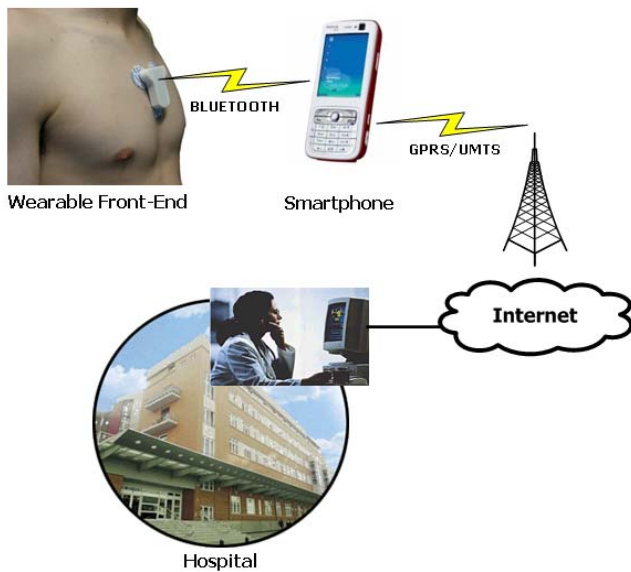 BLUETOOTH
GPRS/UMTS
Wearable Front-End
Smartphone
Internet
Hospital